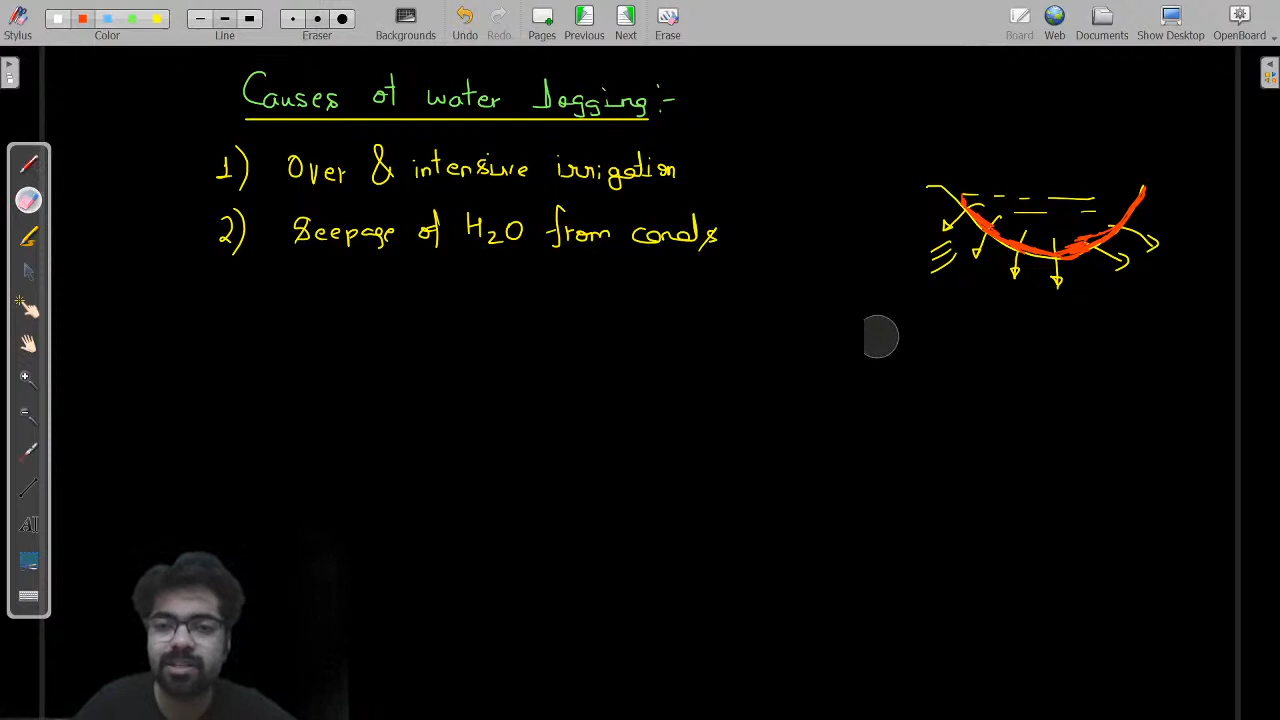 Stylus Color Line Eraser Backgrounds Undo Redo Pages Previous Next Erase Board Web Documents Show Desktop OpenBoard
Causes of water logging :-
1) Over & intensive irrigation
2) Seepage of H2O from canals